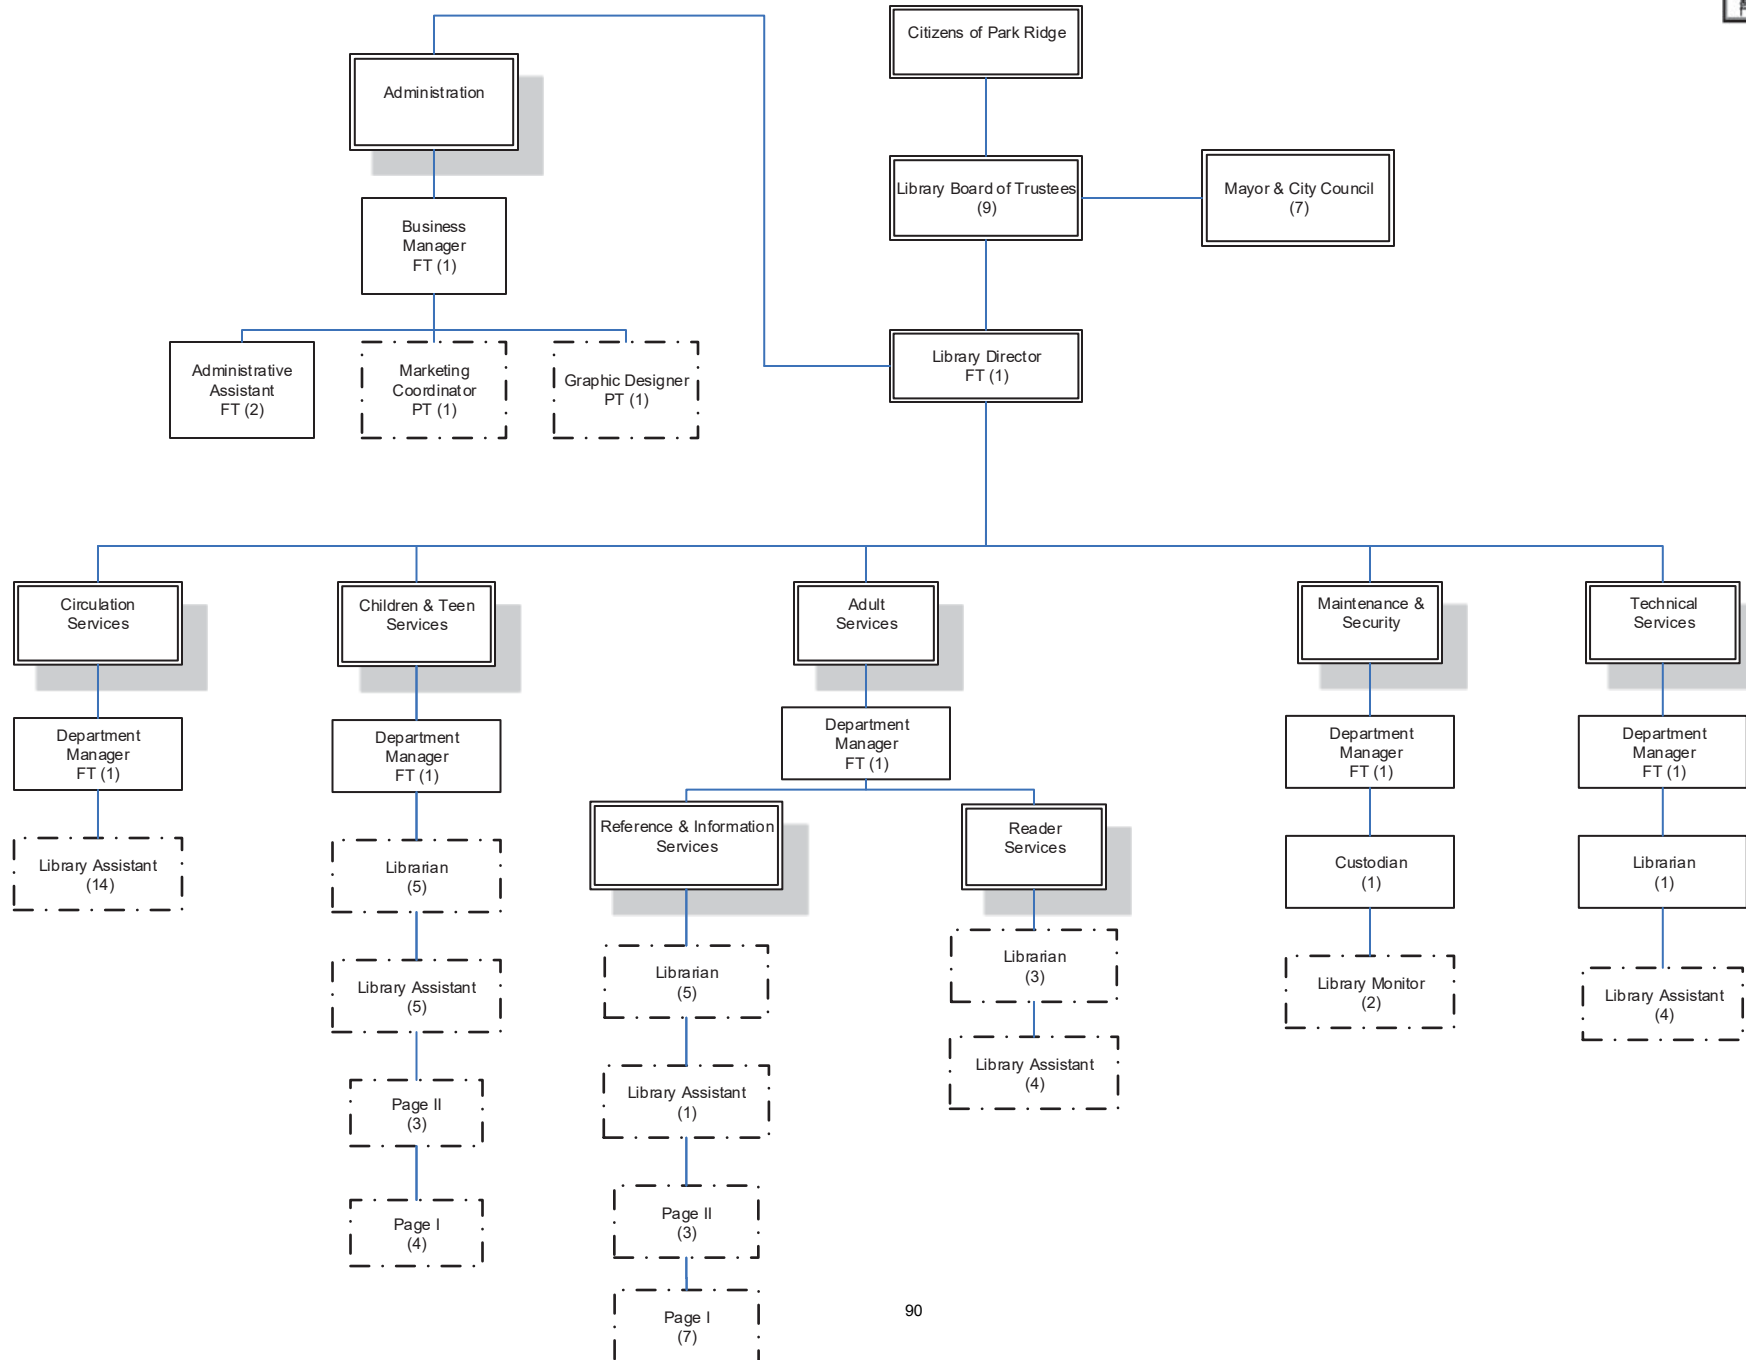 Citizens of Park Ridge
Administration
Library Board of Trustees
(9)
Mayor & City Council
(7)
Business
Manager
FT (1)
Library Director
FT (1)
Administrative
Assistant
FT (2)
Marketing
Coordinator
PT (1)
Graphic Designer
PT (1)
Circulation
Services
Children & Teen
Services
Adult
Services
Maintenance &
Security
Technical
Services
Department
Manager
FT (1)
Department
Manager
FT (1)
Department
Manager
FT (1)
Department
Manager
FT (1)
Department
Manager
FT (1)
Reference & Information
Services
Reader
Services
Library Assistant
(14)
Librarian
(5)
Custodian
(1)
Librarian
(1)
Librarian
(5)
Librarian
(3)
Library Assistant
(5)
Library Monitor
(2)
Library Assistant
(4)
Library Assistant
(1)
Library Assistant
(4)
Page II
(3)
Page II
(3)
Page I
(4)
Page I
(7)
90